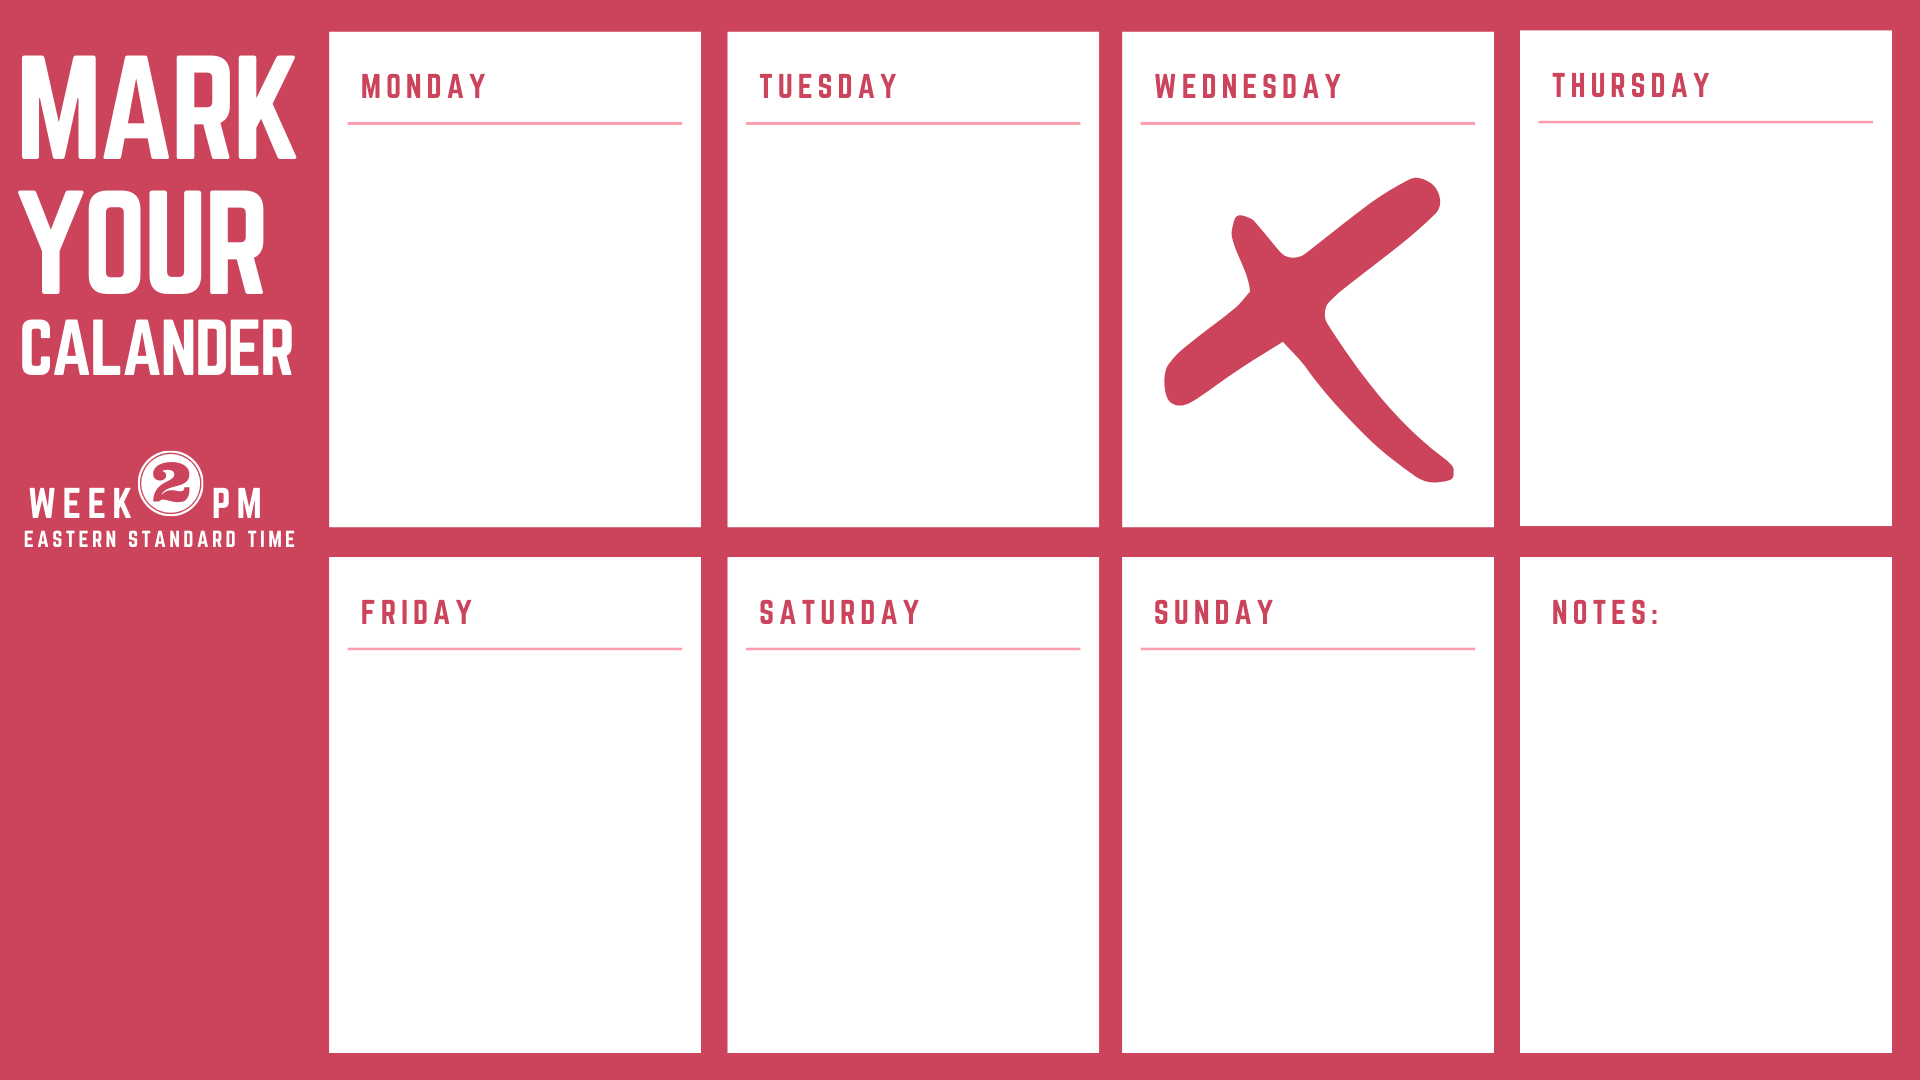 MARK
YOUR
CALANDER
WEEK 2 PM
EASTERN STANDARD TIME
MONDAY
TUESDAY
WEDNESDAY
THURSDAY
FRIDAY
SATURDAY
SUNDAY
NOTES: